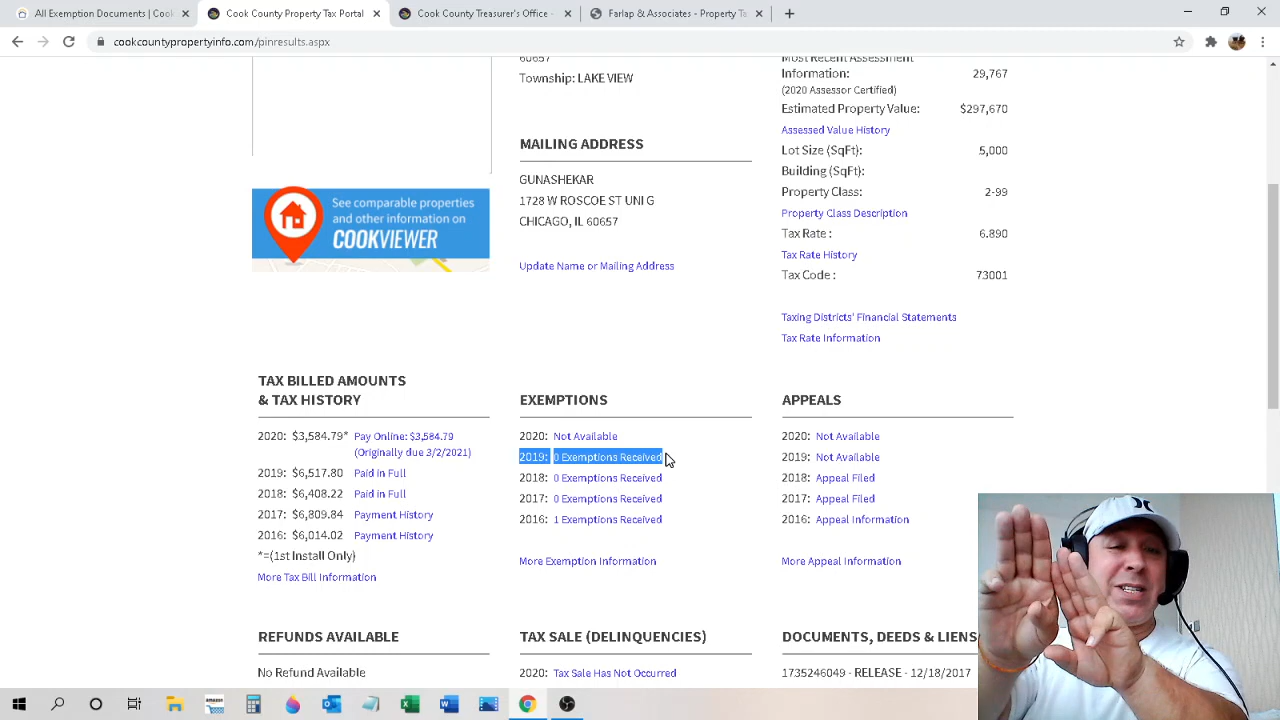 All Exemptions - Cook
Cook County Treasurer's Office -
Farlap & Associates - Property Ta
cookcountypropertyinfo.com/pinresults.aspx
60657
Township: LAKE VIEW
Most Recent Assessment
Information: 29,767
(2020 Assessor Certified)
Estimated Property Value: $297,670
Assessed Value History
Lot Size (SqFt): 5,000
Building (SqFt):
Property Class: 2-99
Property Class Description
Tax Rate : 6.890
Tax Rate History
Tax Code : 73001
Taxing Districts' Financial Statements
Tax Rate Information
MAILING ADDRESS
GUNASHEKAR
1728 W ROSCOE ST UNI G
CHICAGO, IL 60657
Update Name or Mailing Address
See comparable properties
and other information on
COOKVIEWER
TAX BILLED AMOUNTS
& TAX HISTORY
2020: $3,584.79* Pay Online: $3,584.79
(Originally due 3/2/2021)
2019: $6,517.80 Paid in Full
2018: $6,408.22 Paid in Full
2017: $6,809.84 Payment History
2016: $6,014.02 Payment History
*=(1st Install Only)
More Tax Bill Information
EXEMPTIONS
2020: Not Available
2019: 0 Exemptions Received
2018: 0 Exemptions Received
2017: 0 Exemptions Received
2016: 1 Exemptions Received
More Exemption Information
APPEALS
2020: Not Available
2019: Not Available
2018: Appeal Filed
2017: Appeal Filed
2016: Appeal Information
More Appeal Information
REFUNDS AVAILABLE
No Refund Available
TAX SALE (DELINQUENCIES)
2020: Tax Sale Has Not Occurred
DOCUMENTS, DEEDS & LIENS
1735246049 - RELEASE - 12/18/2017
amazon